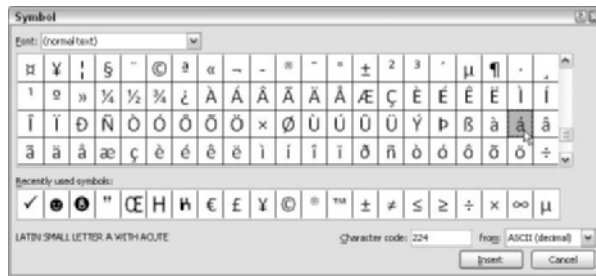 Symbol
Font: (normal text)
¤ ¥ ¦ § ¨ © ª « ¬ - ® ¯ ° ± ² ³ ´ µ ¶ · ¸
¹ º » ¼ ½ ¾ ¿ À Á Â Ã Ä Å Æ Ç È É Ê Ë Ì Í
Î Ï Ð Ñ Ò Ó Ô Õ Ö × Ø Ù Ú Û Ü Ý Þ ß à á â
ã ä å æ ç è é ê ë ì í î ï ð ñ ò ó ô õ ö ÷
Recently used symbols:
✓ ☻ ” Œ H € £ ¥ © ® ™ ± ≠ ≤ ≥ ÷ × ∞ µ
LATIN SMALL LETTER A WITH ACUTE Character code: 224 from: ASCII (decimal)
Insert Cancel